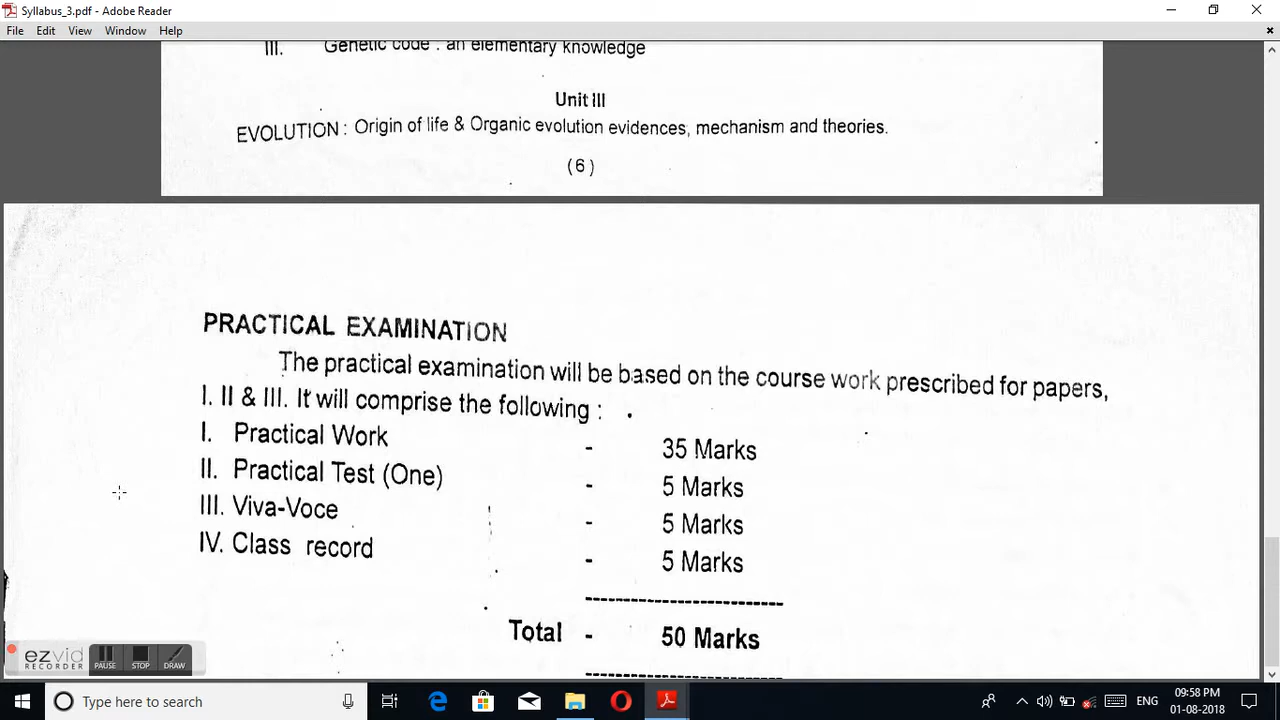 Syllabus_3.pdf - Adobe Reader
File Edit View Window Help
III. Genetic code : an elementary knowledge
Unit III
EVOLUTION : Origin of life & Organic evolution evidences, mechanism and theories.
(6)
PRACTICAL EXAMINATION
The practical examination will be based on the course work prescribed for papers,
I. II & III. It will comprise the following :
I. Practical Work - 35 Marks
II. Practical Test (One) - 5 Marks
III. Viva-Voce - 5 Marks
IV. Class record - 5 Marks
Total - 50 Marks
ezvid
RECORDER
PAUSE STOP DRAW
Type here to search
ENG
09:58 PM
01-08-2018